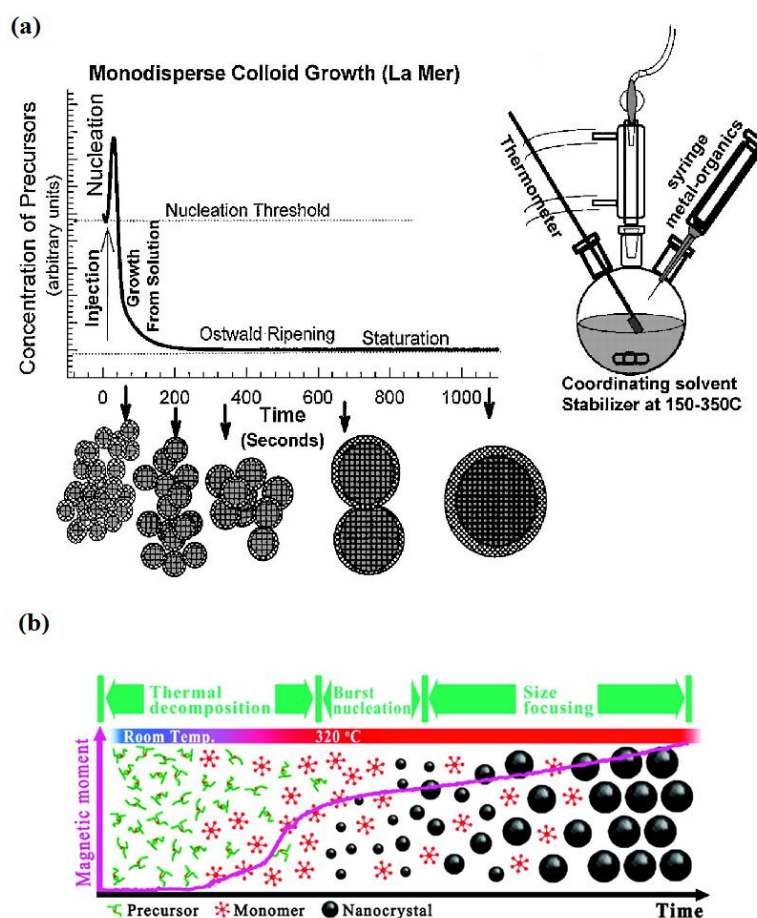 (a)
Monodisperse Colloid Growth (La Mer)
Concentration of Precursors
(arbitrary units)
Nucleation
Nucleation Threshold
Injection
Growth
From Solution
Ostwald Ripening
Staturation
0 200 400 600 800 1000
Time
(Seconds)
Thermometer
syringe
metal-organics
Coordinating solvent
Stabilizer at 150-350C
(b)
Thermal
decomposition
Burst
nucleation
Size
focusing
Room Temp.
320 °C
Magnetic moment
Precursor
Monomer
Nanocrystal
Time